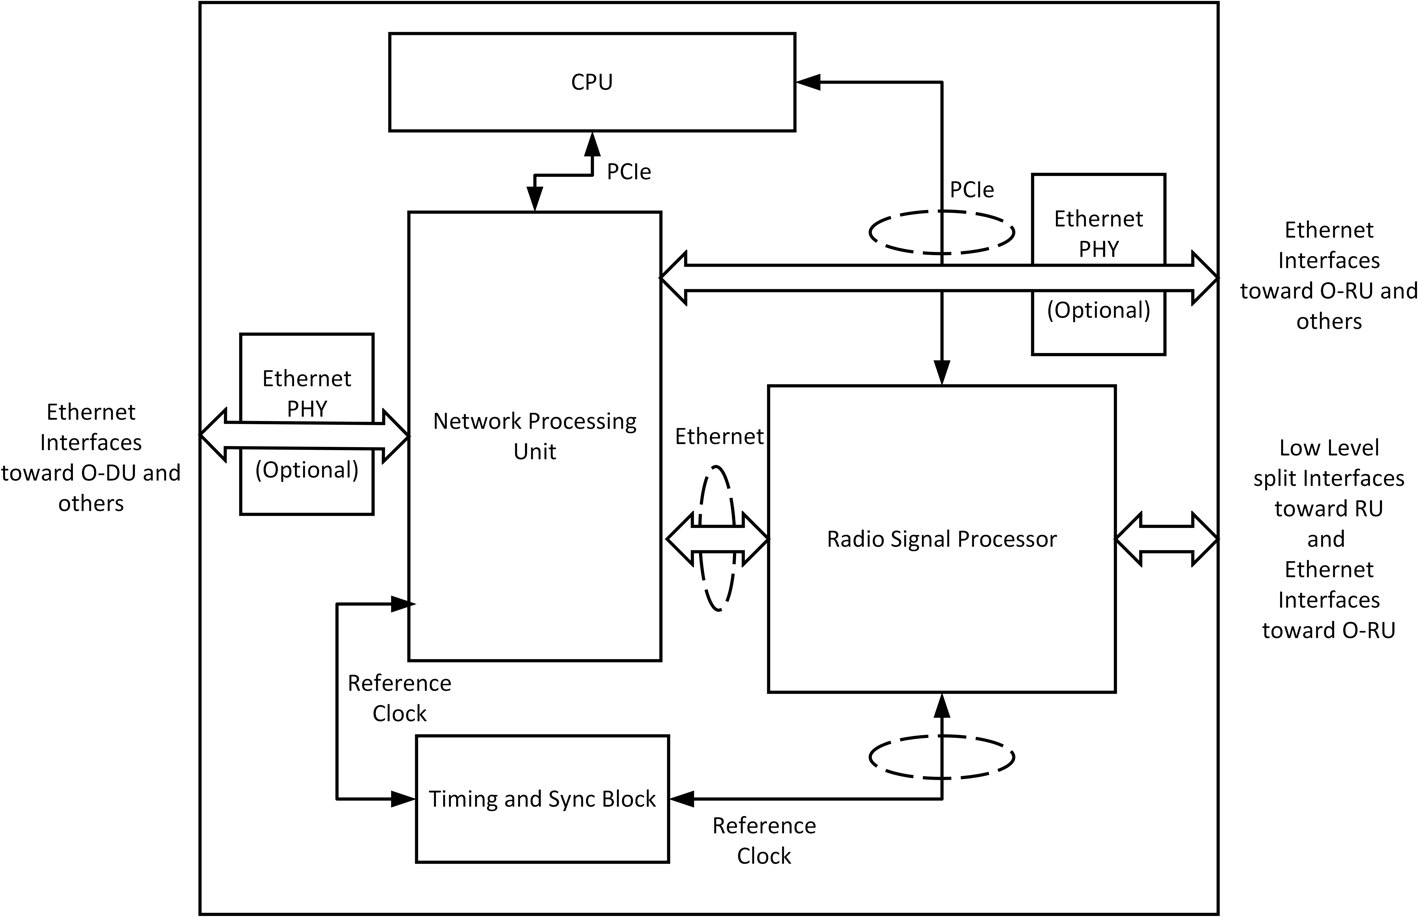 CPU
PCIe
PCIe
Ethernet
PHY
(Optional)
Ethernet
Interfaces
toward O-RU and
others
Ethernet
PHY
(Optional)
Ethernet
Interfaces
toward O-DU and
others
Network Processing
Unit
Ethernet
Radio Signal Processor
Low Level
split Interfaces
toward RU
and
Ethernet
Interfaces
toward O-RU
Reference
Clock
Timing and Sync Block
Reference
Clock